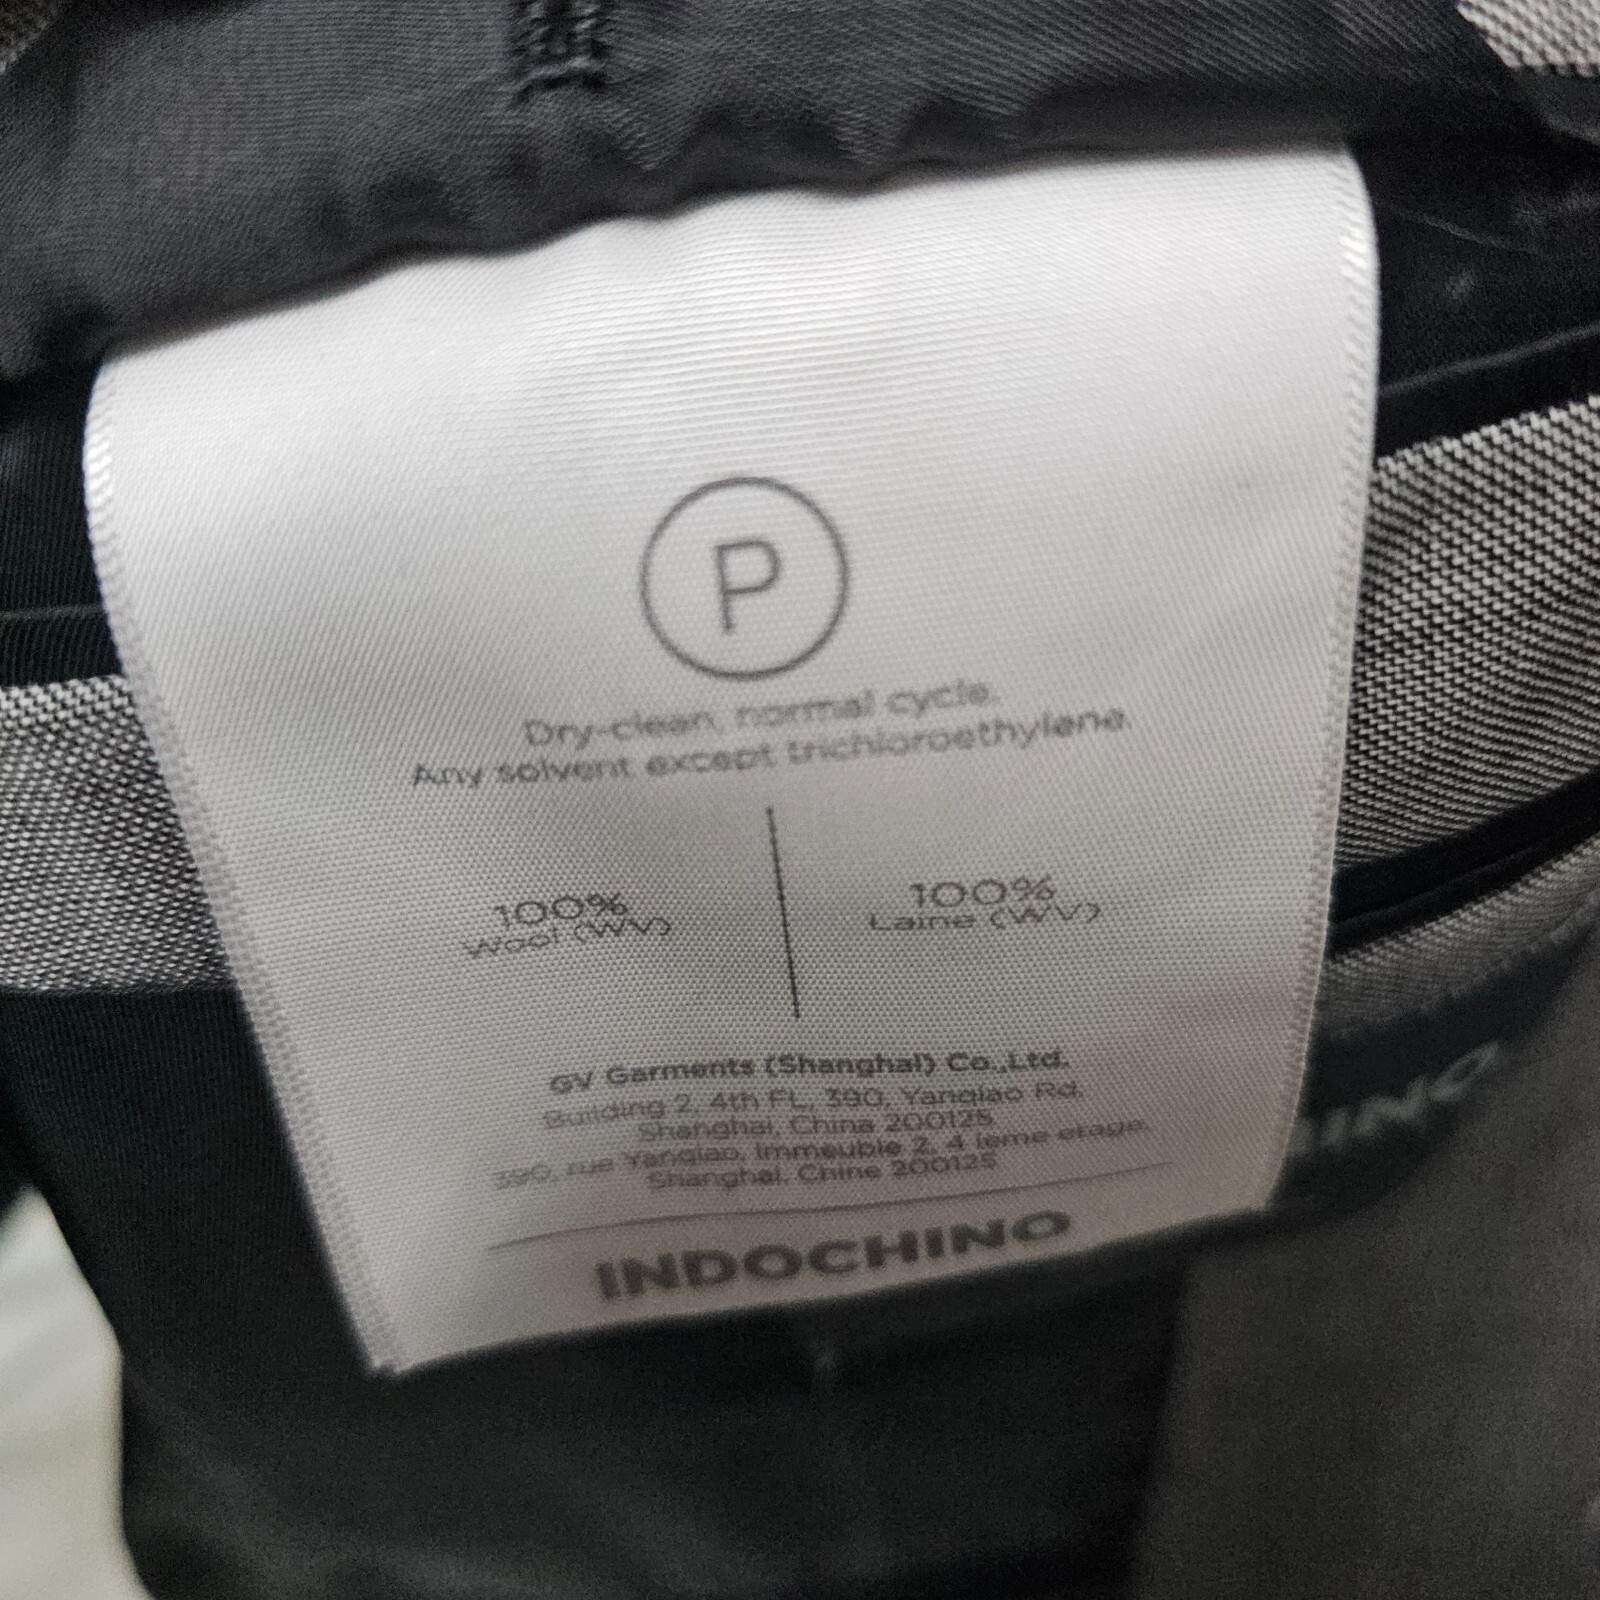 P
Dry-clean, normal cycle.
Any solvent except trichloroethylene
100%
Wool (WV)
100%
Laine (WV)
GV Garments (Shanghai) Co.,Ltd.
Building 2, 4th FL, 390, Yanqiao Rd.
Shanghai, China 200125
390, rue Yanqiao, Immeuble 2, 4 ieme etage.
Shanghai, Chine 200125
INDOCHINO